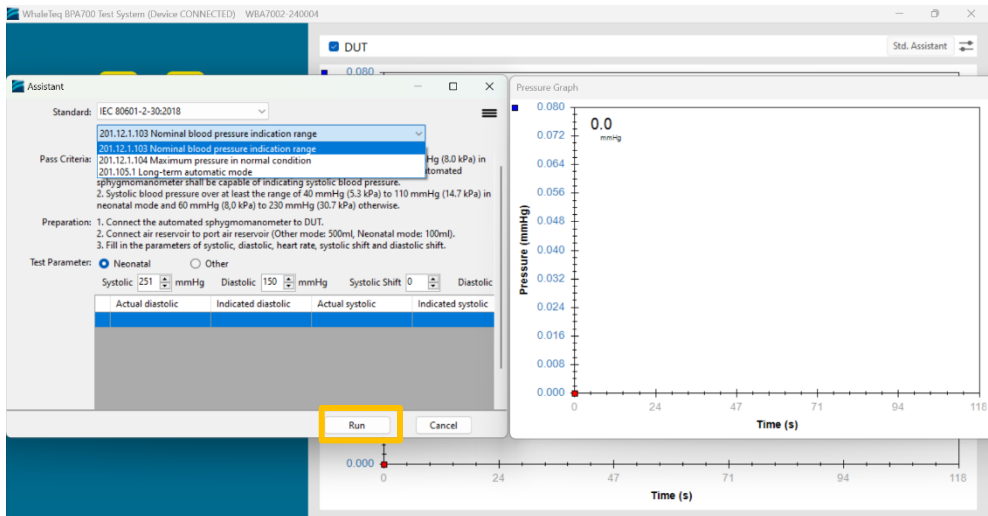 WhaleTeq BPA700 Test System (Device CONNECTED) WBA7002-240004
DUT
Std. Assistant
0.080
Assistant
Standard: IEC 80601-2-30:2018
201.12.1.103 Nominal blood pressure indication range
201.12.1.103 Nominal blood pressure indication range
201.12.1.104 Maximum pressure in normal condition
201.105.1 Long-term automatic mode
Pass Criteria: Hg (8.0 kPa) in
tomated
sphygmomanometer shall be capable of indicating systolic blood pressure.
2. Systolic blood pressure over at least the range of 40 mmHg (5.3 kPa) to 110 mmHg (14.7 kPa) in
neonatal mode and 60 mmHg (8,0 kPa) to 230 mmHg (30.7 kPa) otherwise.
Preparation: 1. Connect the automated sphygmomanometer to DUT.
2. Connect air reservoir to port air reservoir (Other mode: 500ml, Neonatal mode: 100ml).
3. Fill in the parameters of systolic, diastolic, heart rate, systolic shift and diastolic shift.
Test Parameter: Neonatal Other
Systolic 251 mmHg Diastolic 150 mmHg Systolic Shift 0 Diastolic
Actual diastolic Indicated diastolic Actual systolic Indicated systolic
Run Cancel
Pressure Graph
0.0
mmHg
0.080
0.072
0.064
0.056
0.048
0.040
0.032
0.024
0.016
0.008
0.000
Pressure (mmHg)
0 24 47 71 94 118
Time (s)
0.000
0 24 47 71 94 118
Time (s)